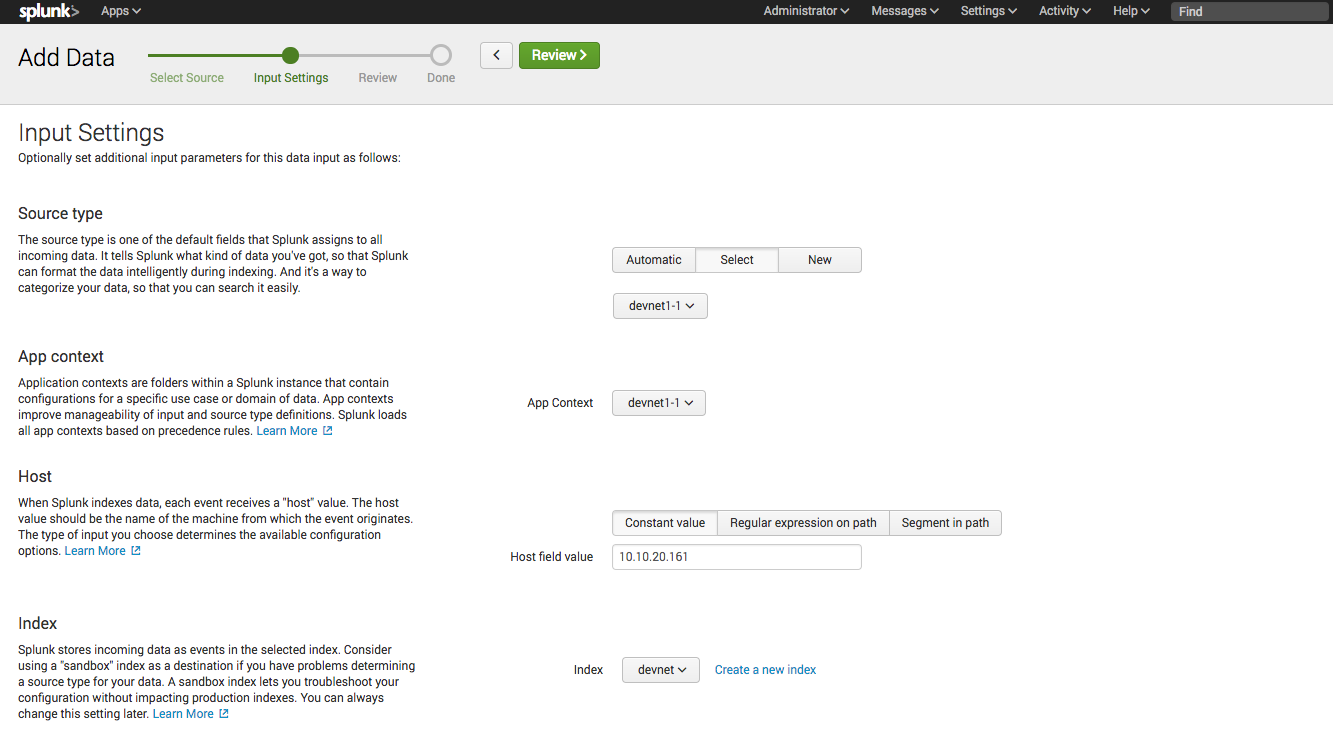 splunk> Apps Administrator Messages Settings Activity Help Find
Add Data
Select Source Input Settings Review Done
Review
Input Settings
Optionally set additional input parameters for this data input as follows:
Source type
The source type is one of the default fields that Splunk assigns to all
incoming data. It tells Splunk what kind of data you've got, so that Splunk
can format the data intelligently during indexing. And it's a way to
categorize your data, so that you can search it easily.
Automatic Select New
devnet1-1
App context
Application contexts are folders within a Splunk instance that contain
configurations for a specific use case or domain of data. App contexts
improve manageability of input and source type definitions. Splunk loads
all app contexts based on precedence rules. Learn More
App Context devnet1-1
Host
When Splunk indexes data, each event receives a "host" value. The host
value should be the name of the machine from which the event originates.
The type of input you choose determines the available configuration
options. Learn More
Constant value Regular expression on path Segment in path
Host field value 10.10.20.161
Index
Splunk stores incoming data as events in the selected index. Consider
using a "sandbox" index as a destination if you have problems determining
a source type for your data. A sandbox index lets you troubleshoot your
configuration without impacting production indexes. You can always
change this setting later. Learn More
Index devnet Create a new index